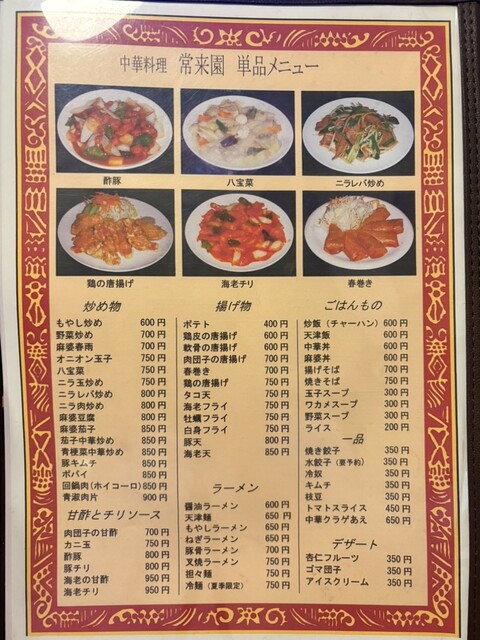 中華料理 常来園 単品メニュー
酢豚
八宝菜
ニラレバ炒め
鶏の唐揚げ
海老チリ
春巻き
炒め物
もやし炒め 600円
野菜炒め 700円
麻婆春雨 700円
オニオン玉子 750円
八宝菜 750円
ニラ玉炒め 750円
ニラレバ炒め 800円
ニラ肉炒め 800円
麻婆豆腐 800円
麻婆茄子 850円
茄子中華炒め 850円
青梗菜中華炒め 850円
豚キムチ 850円
ポパイ 850円
回鍋肉(ホイコーロ) 850円
青淑肉片 900円
甘酢とチリソース
肉団子の甘酢 700円
カニ玉 750円
酢豚 800円
豚チリ 800円
海老の甘酢 950円
海老チリ 950円
揚げ物
ポテト 400円
鶏皮の唐揚げ 600円
軟骨の唐揚げ 600円
肉団子の唐揚げ 700円
春巻き 700円
鶏の唐揚げ 750円
タコ天 750円
海老フライ 750円
牡蠣フライ 750円
白身フライ 750円
豚天 800円
海老天 850円
ラーメン
醤油ラーメン 600円
天津麺 650円
もやしラーメン 650円
ねぎラーメン 650円
豚骨ラーメン 700円
叉焼ラーメン 750円
担々麺 750円
冷麺(夏季限定) 750円
ごはんもの
炒飯(チャーハン) 600円
天津飯 600円
中華丼 600円
麻婆丼 600円
揚げそば 700円
焼きそば 750円
玉子スープ 300円
ワカメスープ 300円
野菜スープ 300円
ライス 200円
一品
焼き餃子 350円
水餃子(要予約) 350円
冷奴 350円
キムチ 350円
枝豆 350円
トマトスライス 450円
中華クラゲあえ 650円
デザート
杏仁フルーツ 350円
ゴマ団子 350円
アイスクリーム 350円